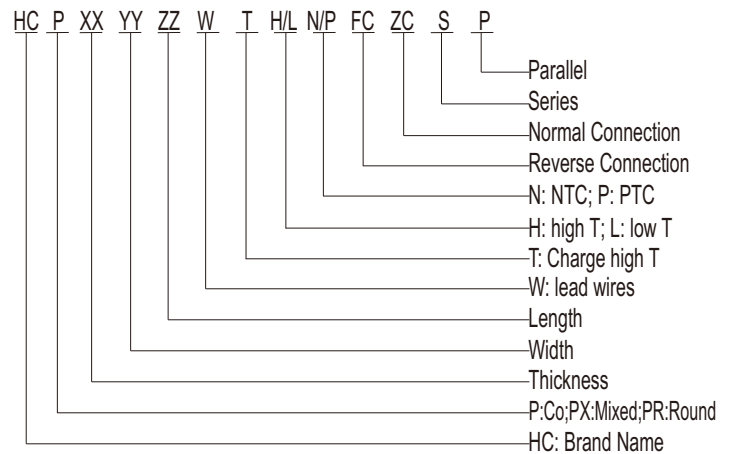 HC P XX YY ZZ W T H/L N/P FC ZC S P
Parallel
Series
Normal Connection
Reverse Connection
N: NTC; P: PTC
H: high T; L: low T
T: Charge high T
W: lead wires
Length
Width
Thickness
P:Co;PX:Mixed;PR:Round
HC: Brand Name